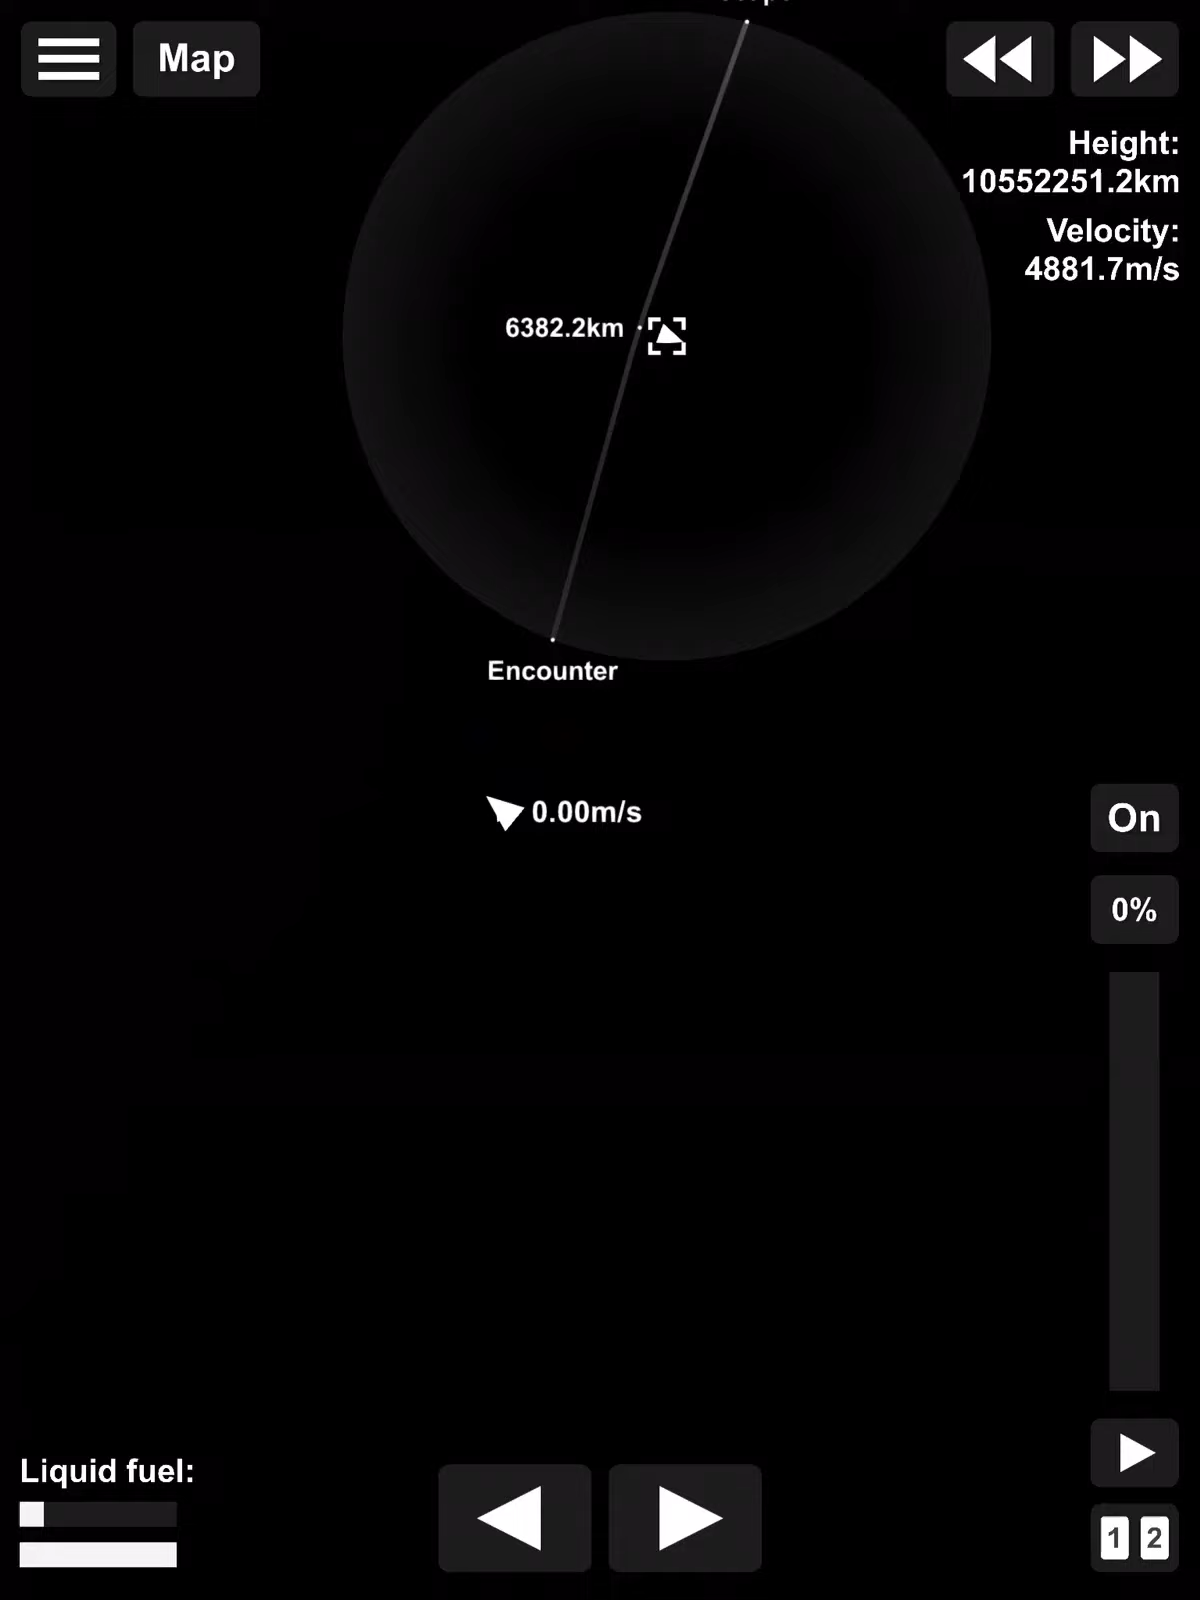 Map
Height:
10552251.2km
Velocity:
4881.7m/s
6382.2km
Encounter
0.00m/s
On
0%
Liquid fuel:
1 2